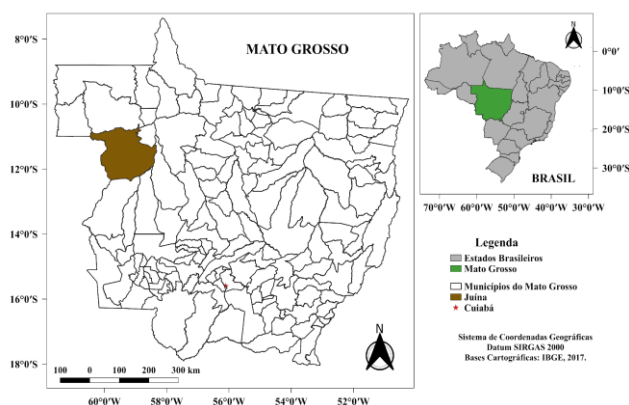 MATO GROSSO
8°0'S
10°0'S
12°0'S
14°0'S
16°0'S
18°0'S
N
100 0 100 200 300 km
60°0'W 58°0'W 56°0'W 54°0'W 52°0'W
N
0°0'
10°0'S
20°0'S
30°0'S
BRASIL
70°0'W 60°0'W 50°0'W 40°0'W 30°0'W
Legenda
Estados Brasileiros
Mato Grosso
Municípios do Mato Grosso
Juína
Cuiabá
Sistema de Coordenadas Geográficas
Datum SIRGAS 2000
Bases Cartográficas: IBGE, 2017.